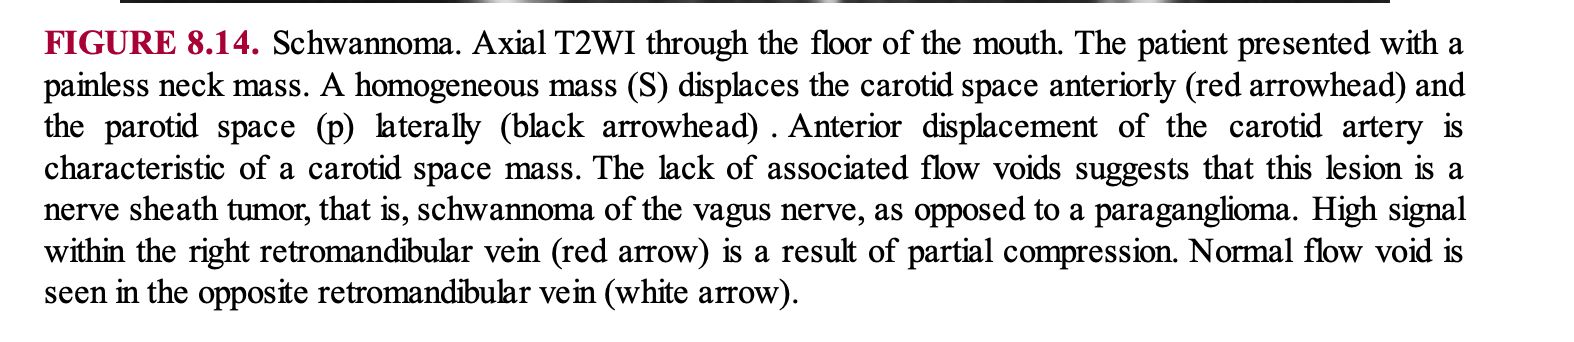 FIGURE 8.14. Schwannoma. Axial T2WI through the floor of the mouth. The patient presented with a
painless neck mass. A homogeneous mass (S) displaces the carotid space anteriorly (red arrowhead) and
the parotid space (p) laterally (black arrowhead) . Anterior displacement of the carotid artery is
characteristic of a carotid space mass. The lack of associated flow voids suggests that this lesion is a
nerve sheath tumor, that is, schwannoma of the vagus nerve, as opposed to a paraganglioma. High signal
within the right retromandibular vein (red arrow) is a result of partial compression. Normal flow void is
seen in the opposite retromandibular vein (white arrow).